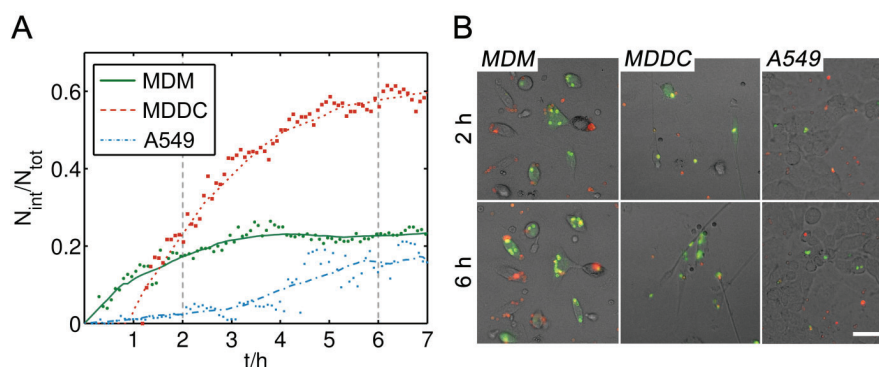 A
N_int/N_tot
0.6
0.4
0.2
0
MDM
MDDC
A549
1 2 3 4 5 6 7
t/h
B
MDM MDDC A549
2 h
6 h